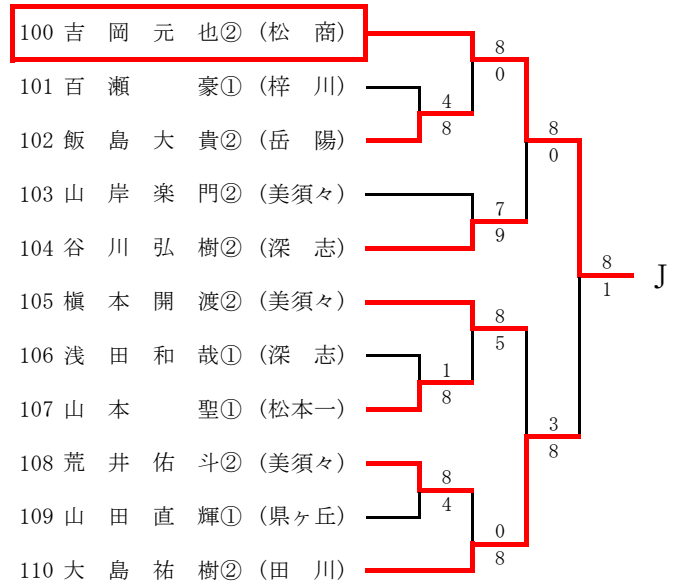 100 吉岡元也② (松商)
101 百瀬豪① (梓川)
102 飯島大貴② (岳陽)
103 山岸楽門② (美須々)
104 谷川弘樹② (深志)
105 槇本開渡② (美須々)
106 浅田和哉① (深志)
107 山本聖① (松本一)
108 荒井佑斗② (美須々)
109 山田直輝① (県ヶ丘)
110 大島祐樹② (田川)
4
8
1
8
8
4
8
0
7
9
8
5
0
8
8
0
3
8
8
1
J